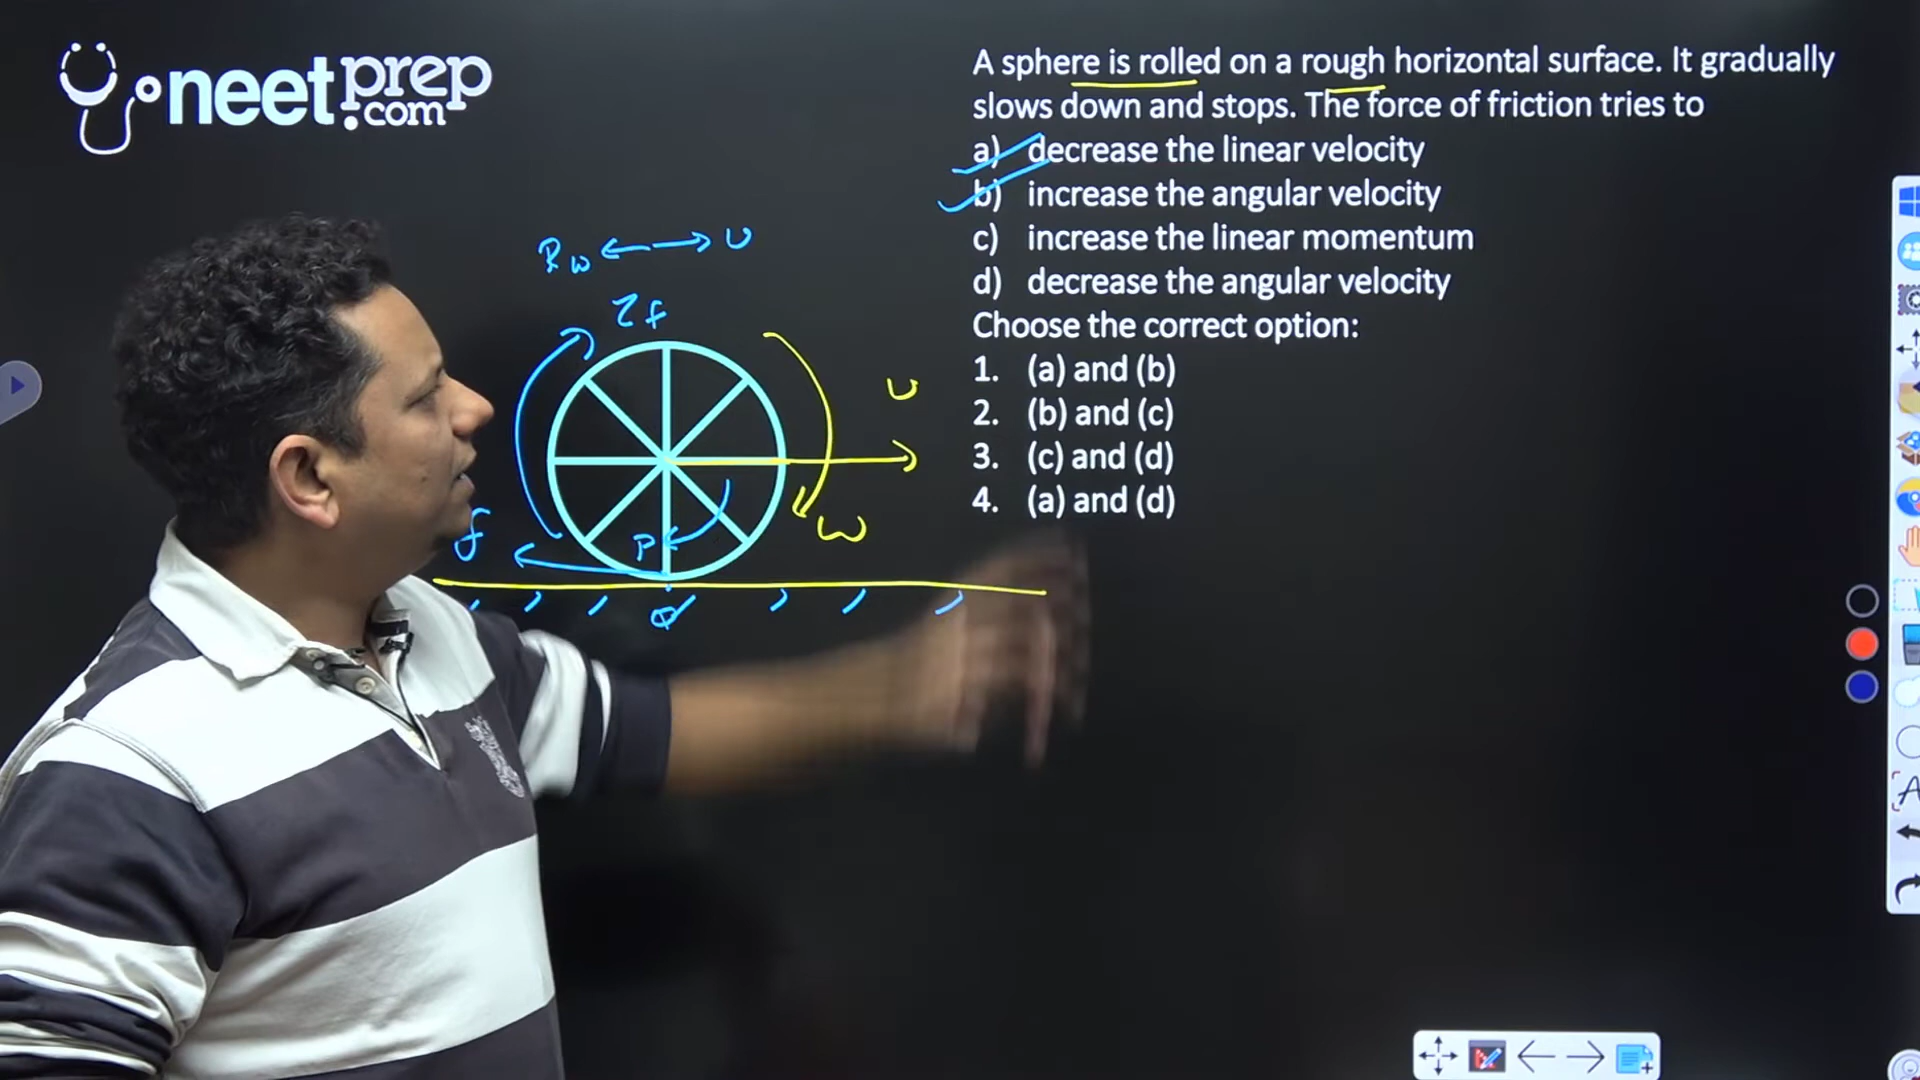 neetprep
.com
A sphere is rolled on a rough horizontal surface. It gradually
slows down and stops. The force of friction tries to
a) decrease the linear velocity
b) increase the angular velocity
c) increase the linear momentum
d) decrease the angular velocity
Choose the correct option:
1. (a) and (b)
2. (b) and (c)
3. (c) and (d)
4. (a) and (d)
Rω υ
τf
υ
ω
f
P